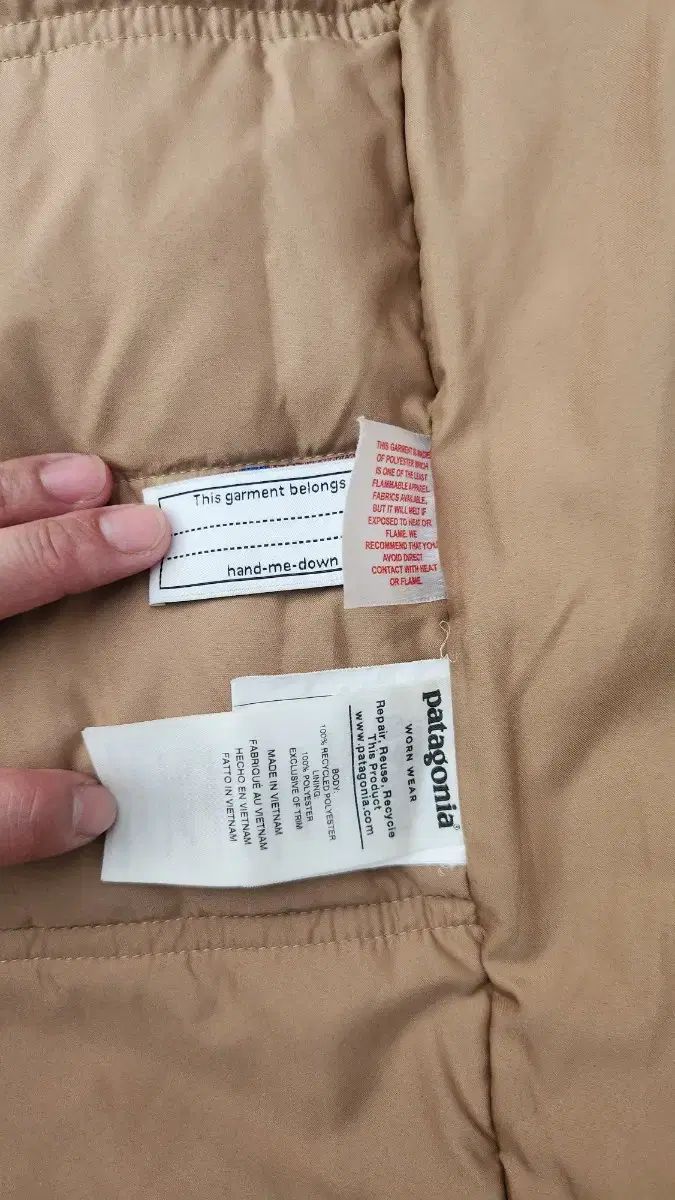 This garment belongs
hand-me-down
THIS GARMENT IS MADE
OF POLYESTER WHICH
IS ONE OF THE LEAST
FLAMMABLE APPAREL
FABRICS AVAILABLE,
BUT IT WILL MELT IF
EXPOSED TO HEAT OR
FLAME. WE
RECOMMEND THAT YOU
AVOID DIRECT
CONTACT WITH HEAT
OR FLAME.
patagonia®
WORN WEAR
Repair, Reuse, Recycle
This Product
www.patagonia.com
BODY:
100% RECYCLED POLYESTER
LINING:
100% POLYESTER
EXCLUSIVE OF TRIM
MADE IN VIETNAM
FABRIQUÉ AU VIETNAM
HECHO EN VIETNAM
FATTO IN VIETNAM